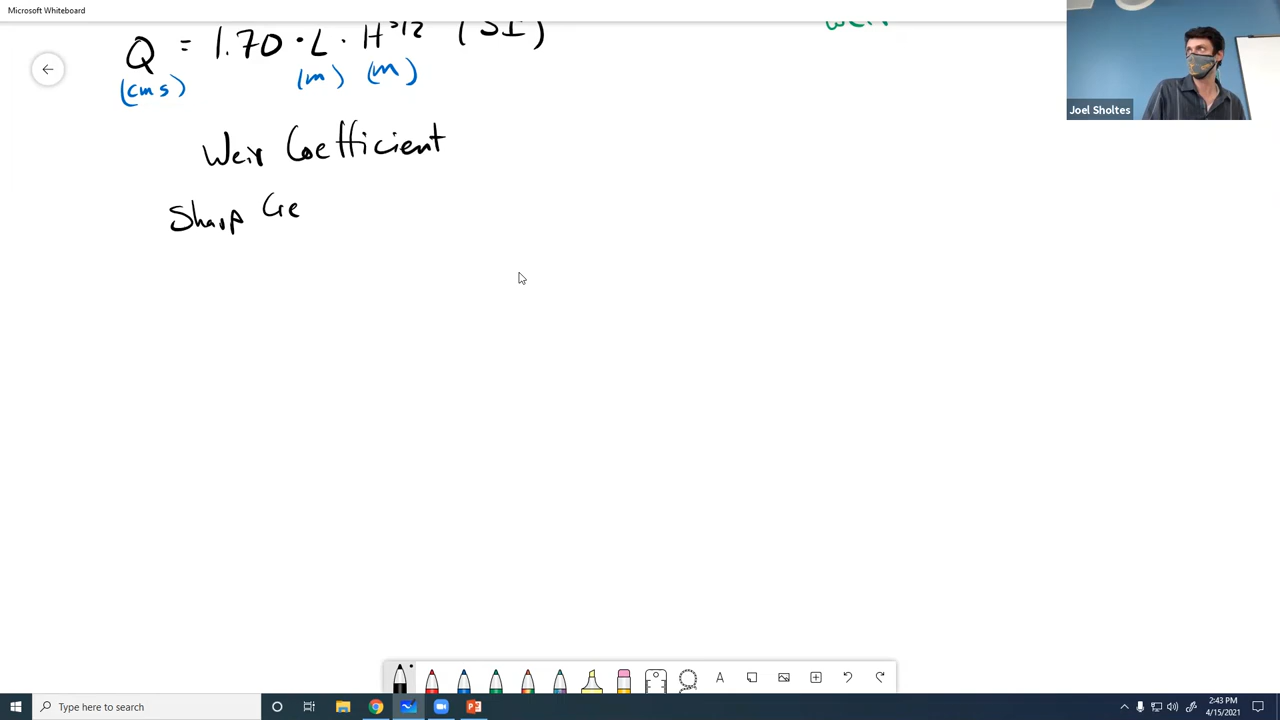 Microsoft Whiteboard
Q = 1.70 · L · H^3/2 (SI)
weir
(cms) (m) (m)
Joel Sholtes
Weir Coefficient
Sharp Cre
Type here to search
2:43 PM
4/15/2021